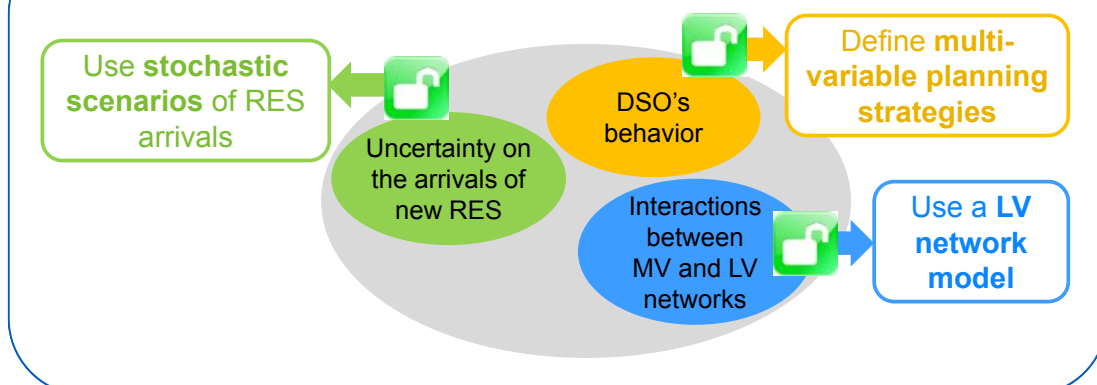 Use stochastic
scenarios of RES
arrivals
Uncertainty on
the arrivals of
new RES
DSO's
behavior
Define multi-
variable planning
strategies
Interactions
between
MV and LV
networks
Use a LV
network
model